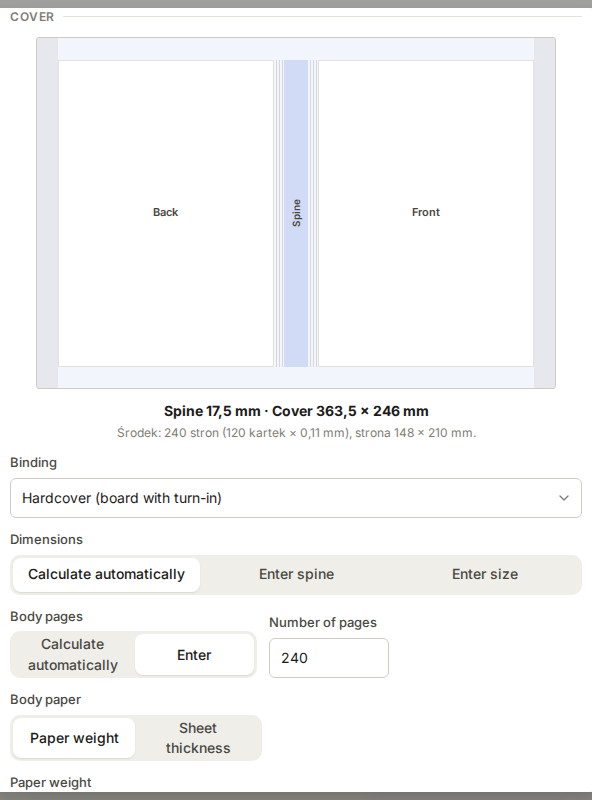 COVER
Back
Spine
Front
Spine 17,5 mm · Cover 363,5 × 246 mm
Środek: 240 stron (120 kartek × 0,11 mm), strona 148 × 210 mm.
Binding
Hardcover (board with turn-in)
Dimensions
Calculate automatically
Enter spine
Enter size
Body pages
Number of pages
Calculate
automatically
Enter
240
Body paper
Paper weight
Sheet
thickness
Paper weight